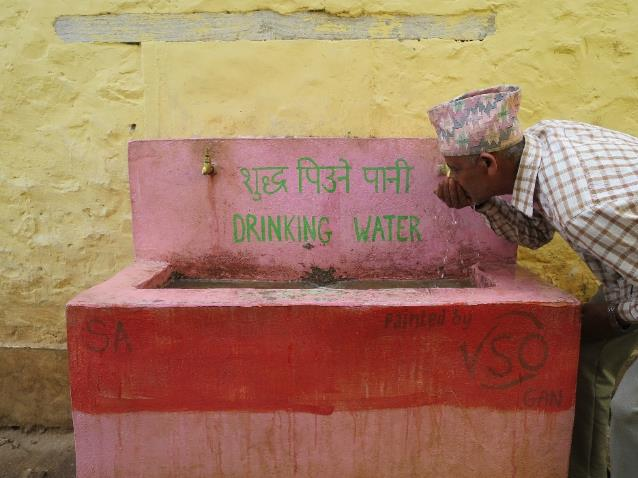 शुद्ध पिउने पानी
DRINKING WATER
SA
Painted by
VSO
GAN